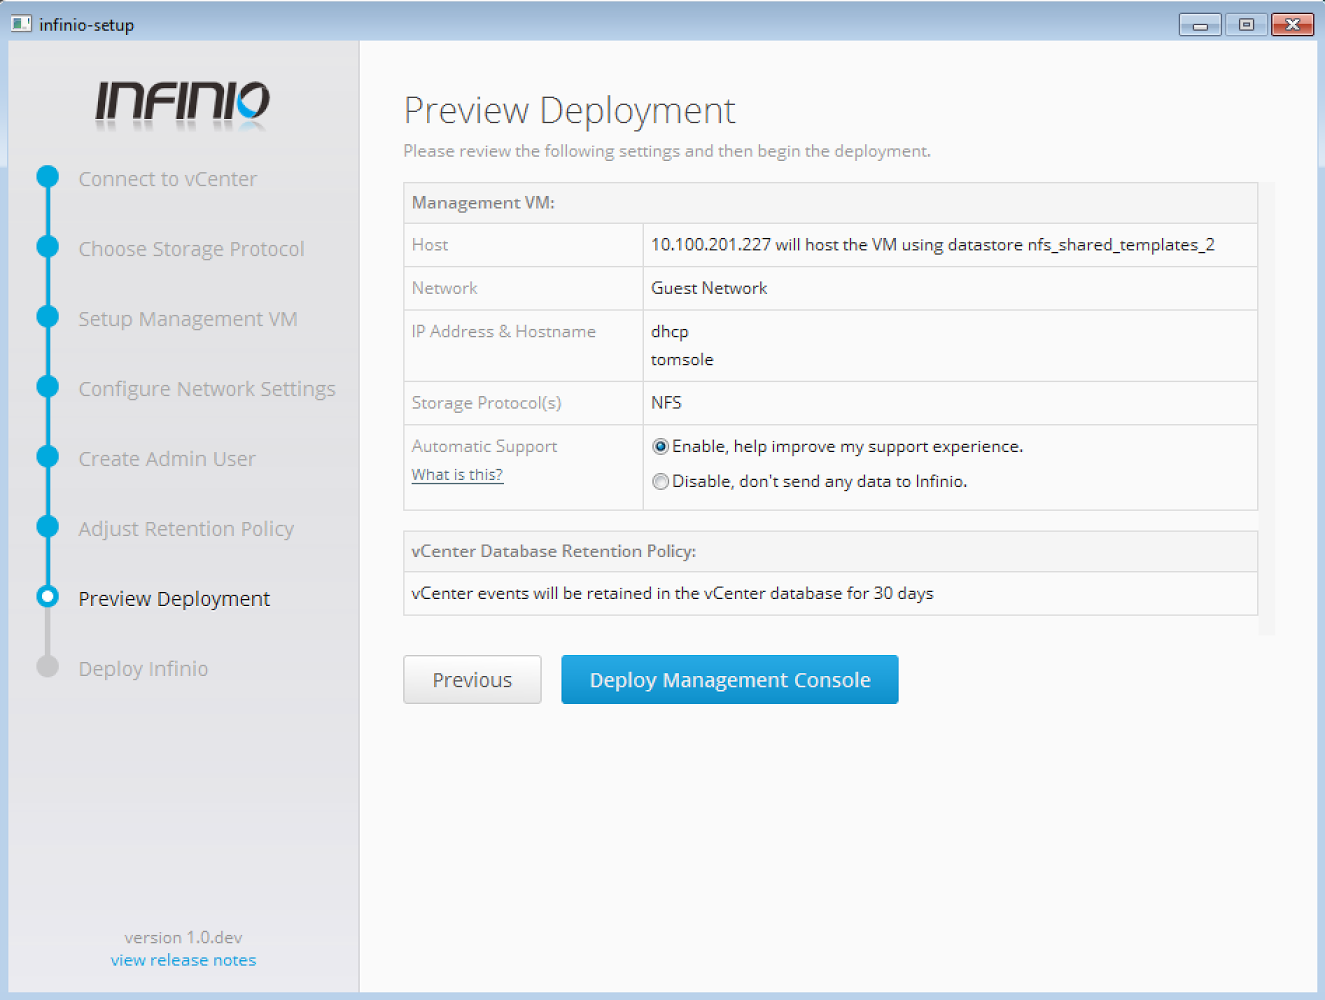 infinio-setup
INFINIO
Connect to vCenter
Choose Storage Protocol
Setup Management VM
Configure Network Settings
Create Admin User
Adjust Retention Policy
Preview Deployment
Deploy Infinio
version 1.0.dev
view release notes
Preview Deployment
Please review the following settings and then begin the deployment.
Management VM:
Host 10.100.201.227 will host the VM using datastore nfs_shared_templates_2
Network Guest Network
IP Address & Hostname dhcp
tomsole
Storage Protocol(s) NFS
Automatic Support Enable, help improve my support experience.
What is this? Disable, don't send any data to Infinio.
vCenter Database Retention Policy:
vCenter events will be retained in the vCenter database for 30 days
Previous Deploy Management Console